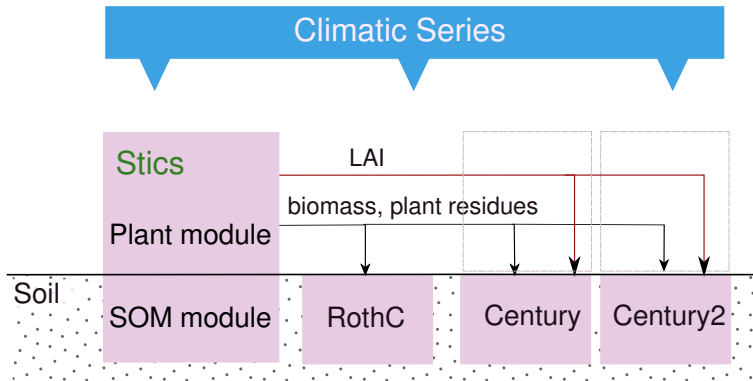 Climatic Series
Stics
LAI
biomass, plant residues
Plant module
Soil
SOM module
RothC
Century
Century2